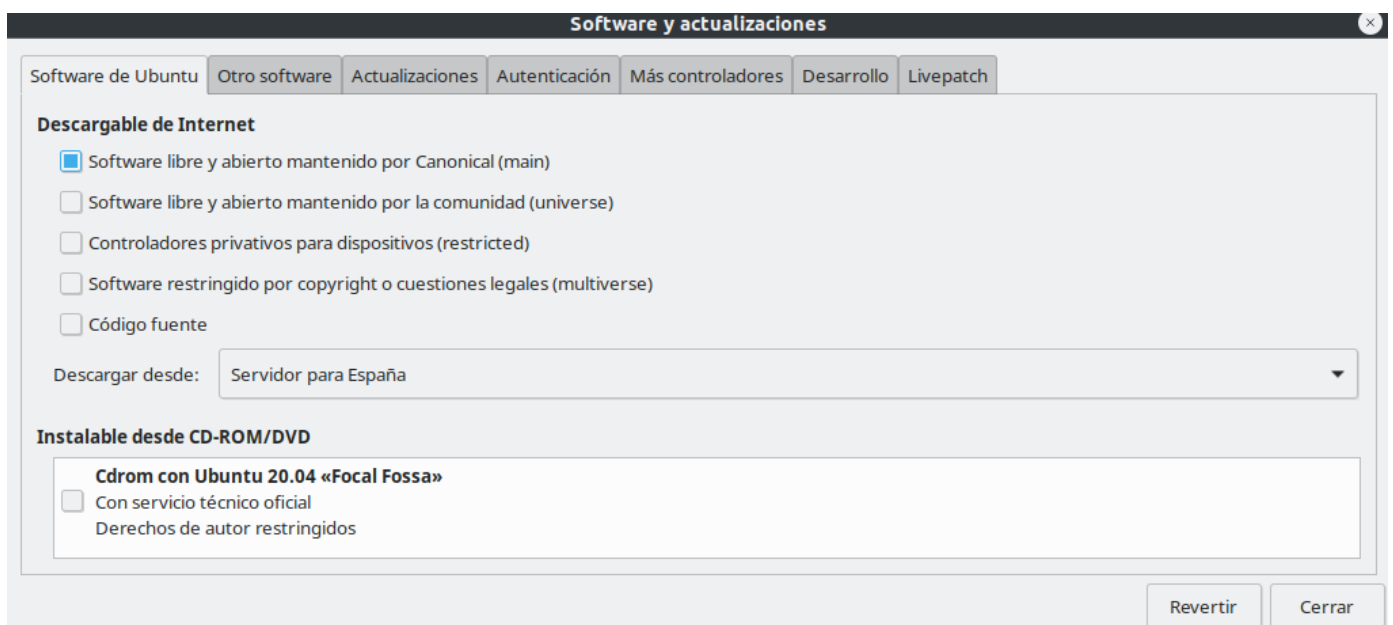 Software y actualizaciones
Software de Ubuntu
Otro software
Actualizaciones
Autenticación
Más controladores
Desarrollo
Livepatch
Descargable de Internet
Software libre y abierto mantenido por Canonical (main)
Software libre y abierto mantenido por la comunidad (universe)
Controladores privativos para dispositivos (restricted)
Software restringido por copyright o cuestiones legales (multiverse)
Código fuente
Descargar desde: Servidor para España
Instalable desde CD-ROM/DVD
Cdrom con Ubuntu 20.04 «Focal Fossa»
Con servicio técnico oficial
Derechos de autor restringidos
Revertir
Cerrar